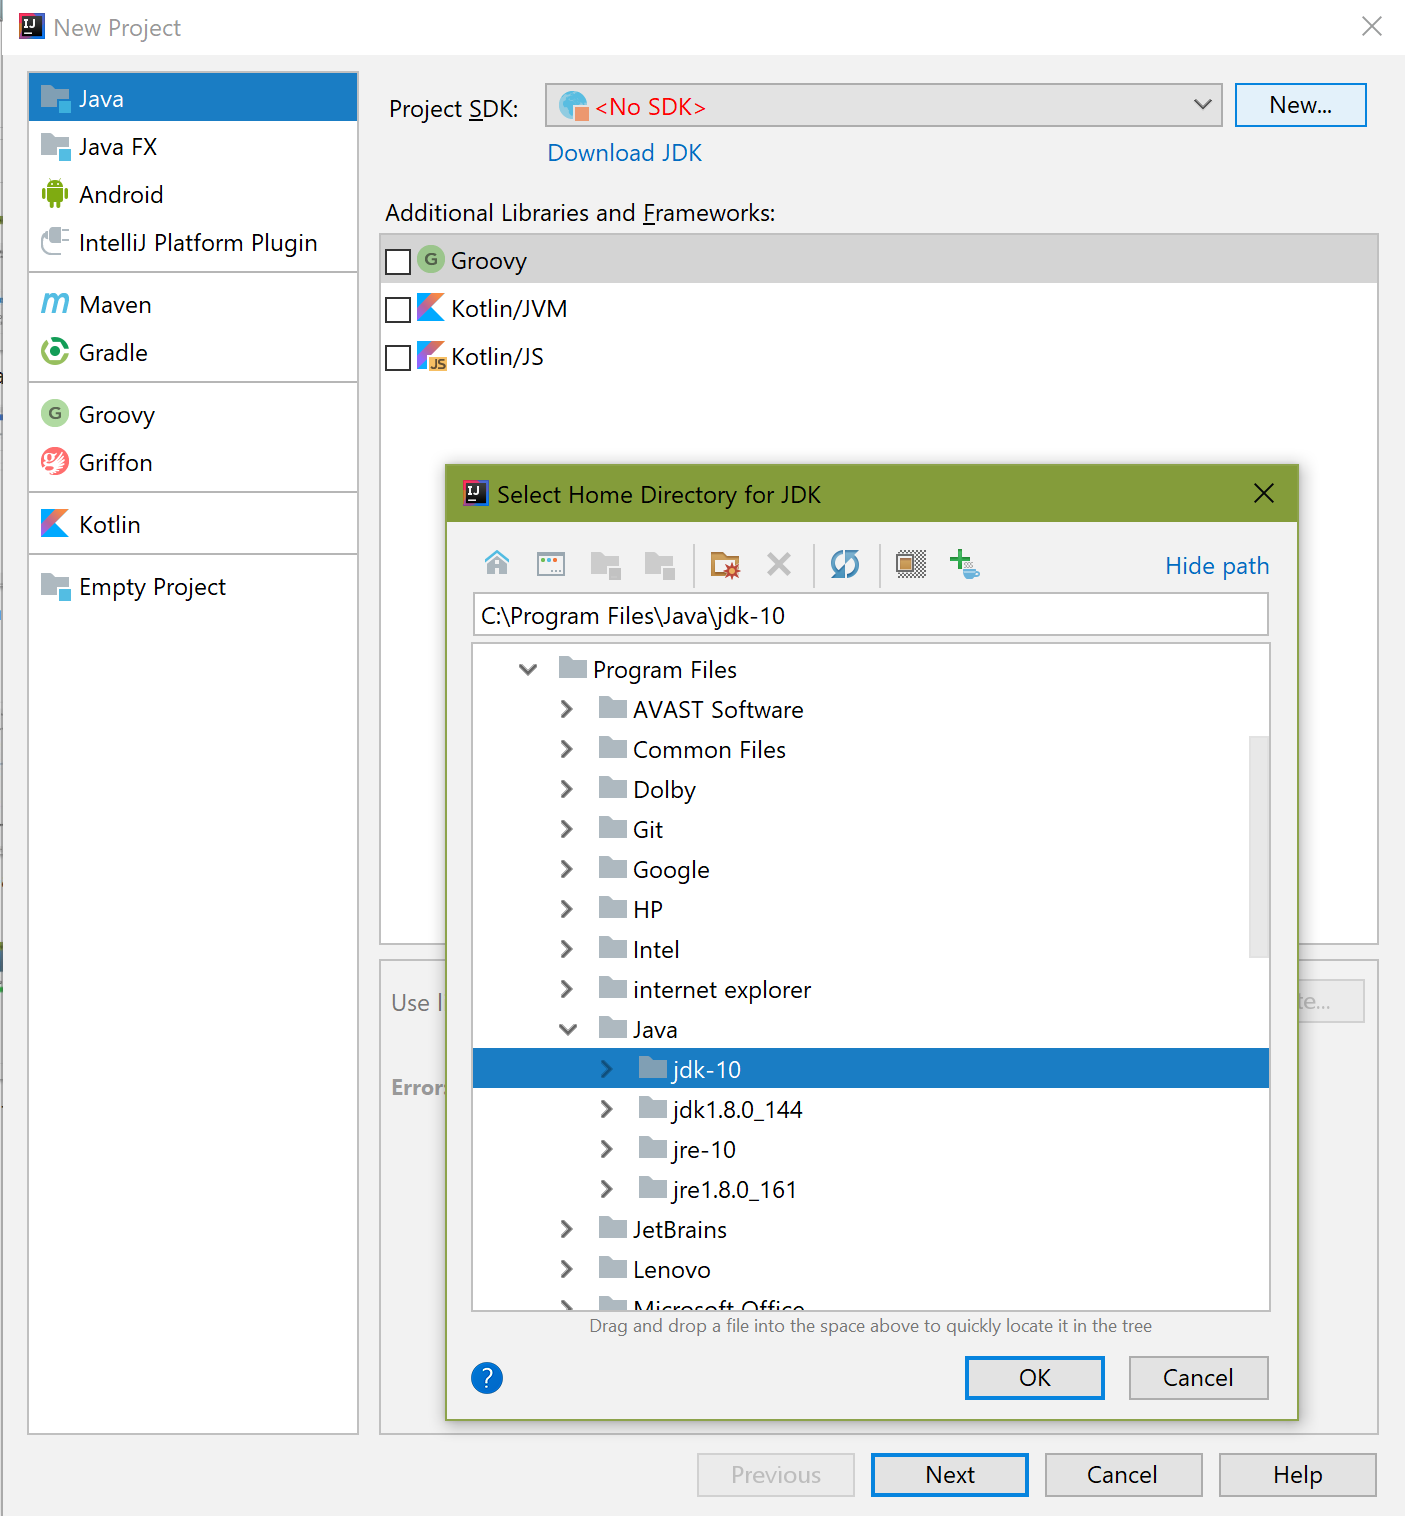 New Project
Java
Java FX
Android
IntelliJ Platform Plugin
Maven
Gradle
Groovy
Griffon
Kotlin
Empty Project
Project SDK:
<No SDK>
New...
Download JDK
Additional Libraries and Frameworks:
Groovy
Kotlin/JVM
Kotlin/JS
Select Home Directory for JDK
Hide path
C:\Program Files\Java\jdk-10
Program Files
AVAST Software
Common Files
Dolby
Git
Google
HP
Intel
internet explorer
Java
jdk-10
jdk1.8.0_144
jre-10
jre1.8.0_161
JetBrains
Lenovo
Microsoft Office
Drag and drop a file into the space above to quickly locate it in the tree
?
OK
Cancel
Use
Error:
Previous
Next
Cancel
Help